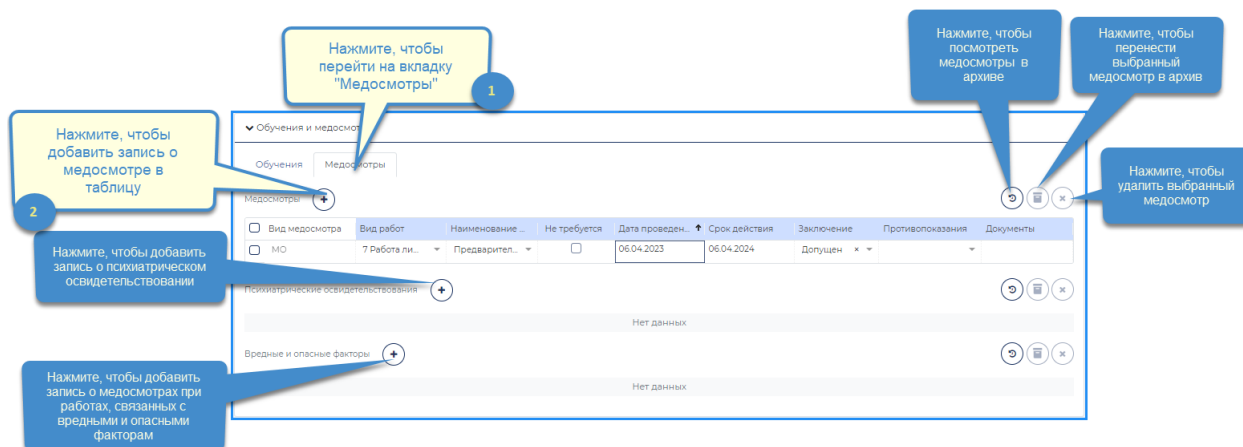 Нажмите, чтобы
перейти на вкладку
"Медосмотры"
1
Нажмите, чтобы
посмотреть
медосмотры в
архиве
Нажмите, чтобы
перенести
выбранный
медосмотр в архив
Нажмите, чтобы
добавить запись о
медосмотре в
таблицу
2
Обучения и медосмот
Обучения Медосмотры
Медосмотры
Нажмите, чтобы
удалить выбранный
медосмотр
Вид медосмотра Вид работ Наименование ... Не требуется Дата проведен... Срок действия Заключение Противопоказания Документы
МО 7 Работа ли... Предварител... 06.04.2023 06.04.2024 Допущен ×
Нажмите, чтобы добавить
запись о психиатрическом
освидетельствовании
Психиатрические освидетельствования
Нет данных
Вредные и опасные факторы
Нет данных
Нажмите, чтобы добавить
запись о медосмотрах при
работах, связанных с
вредными и опасными
факторам